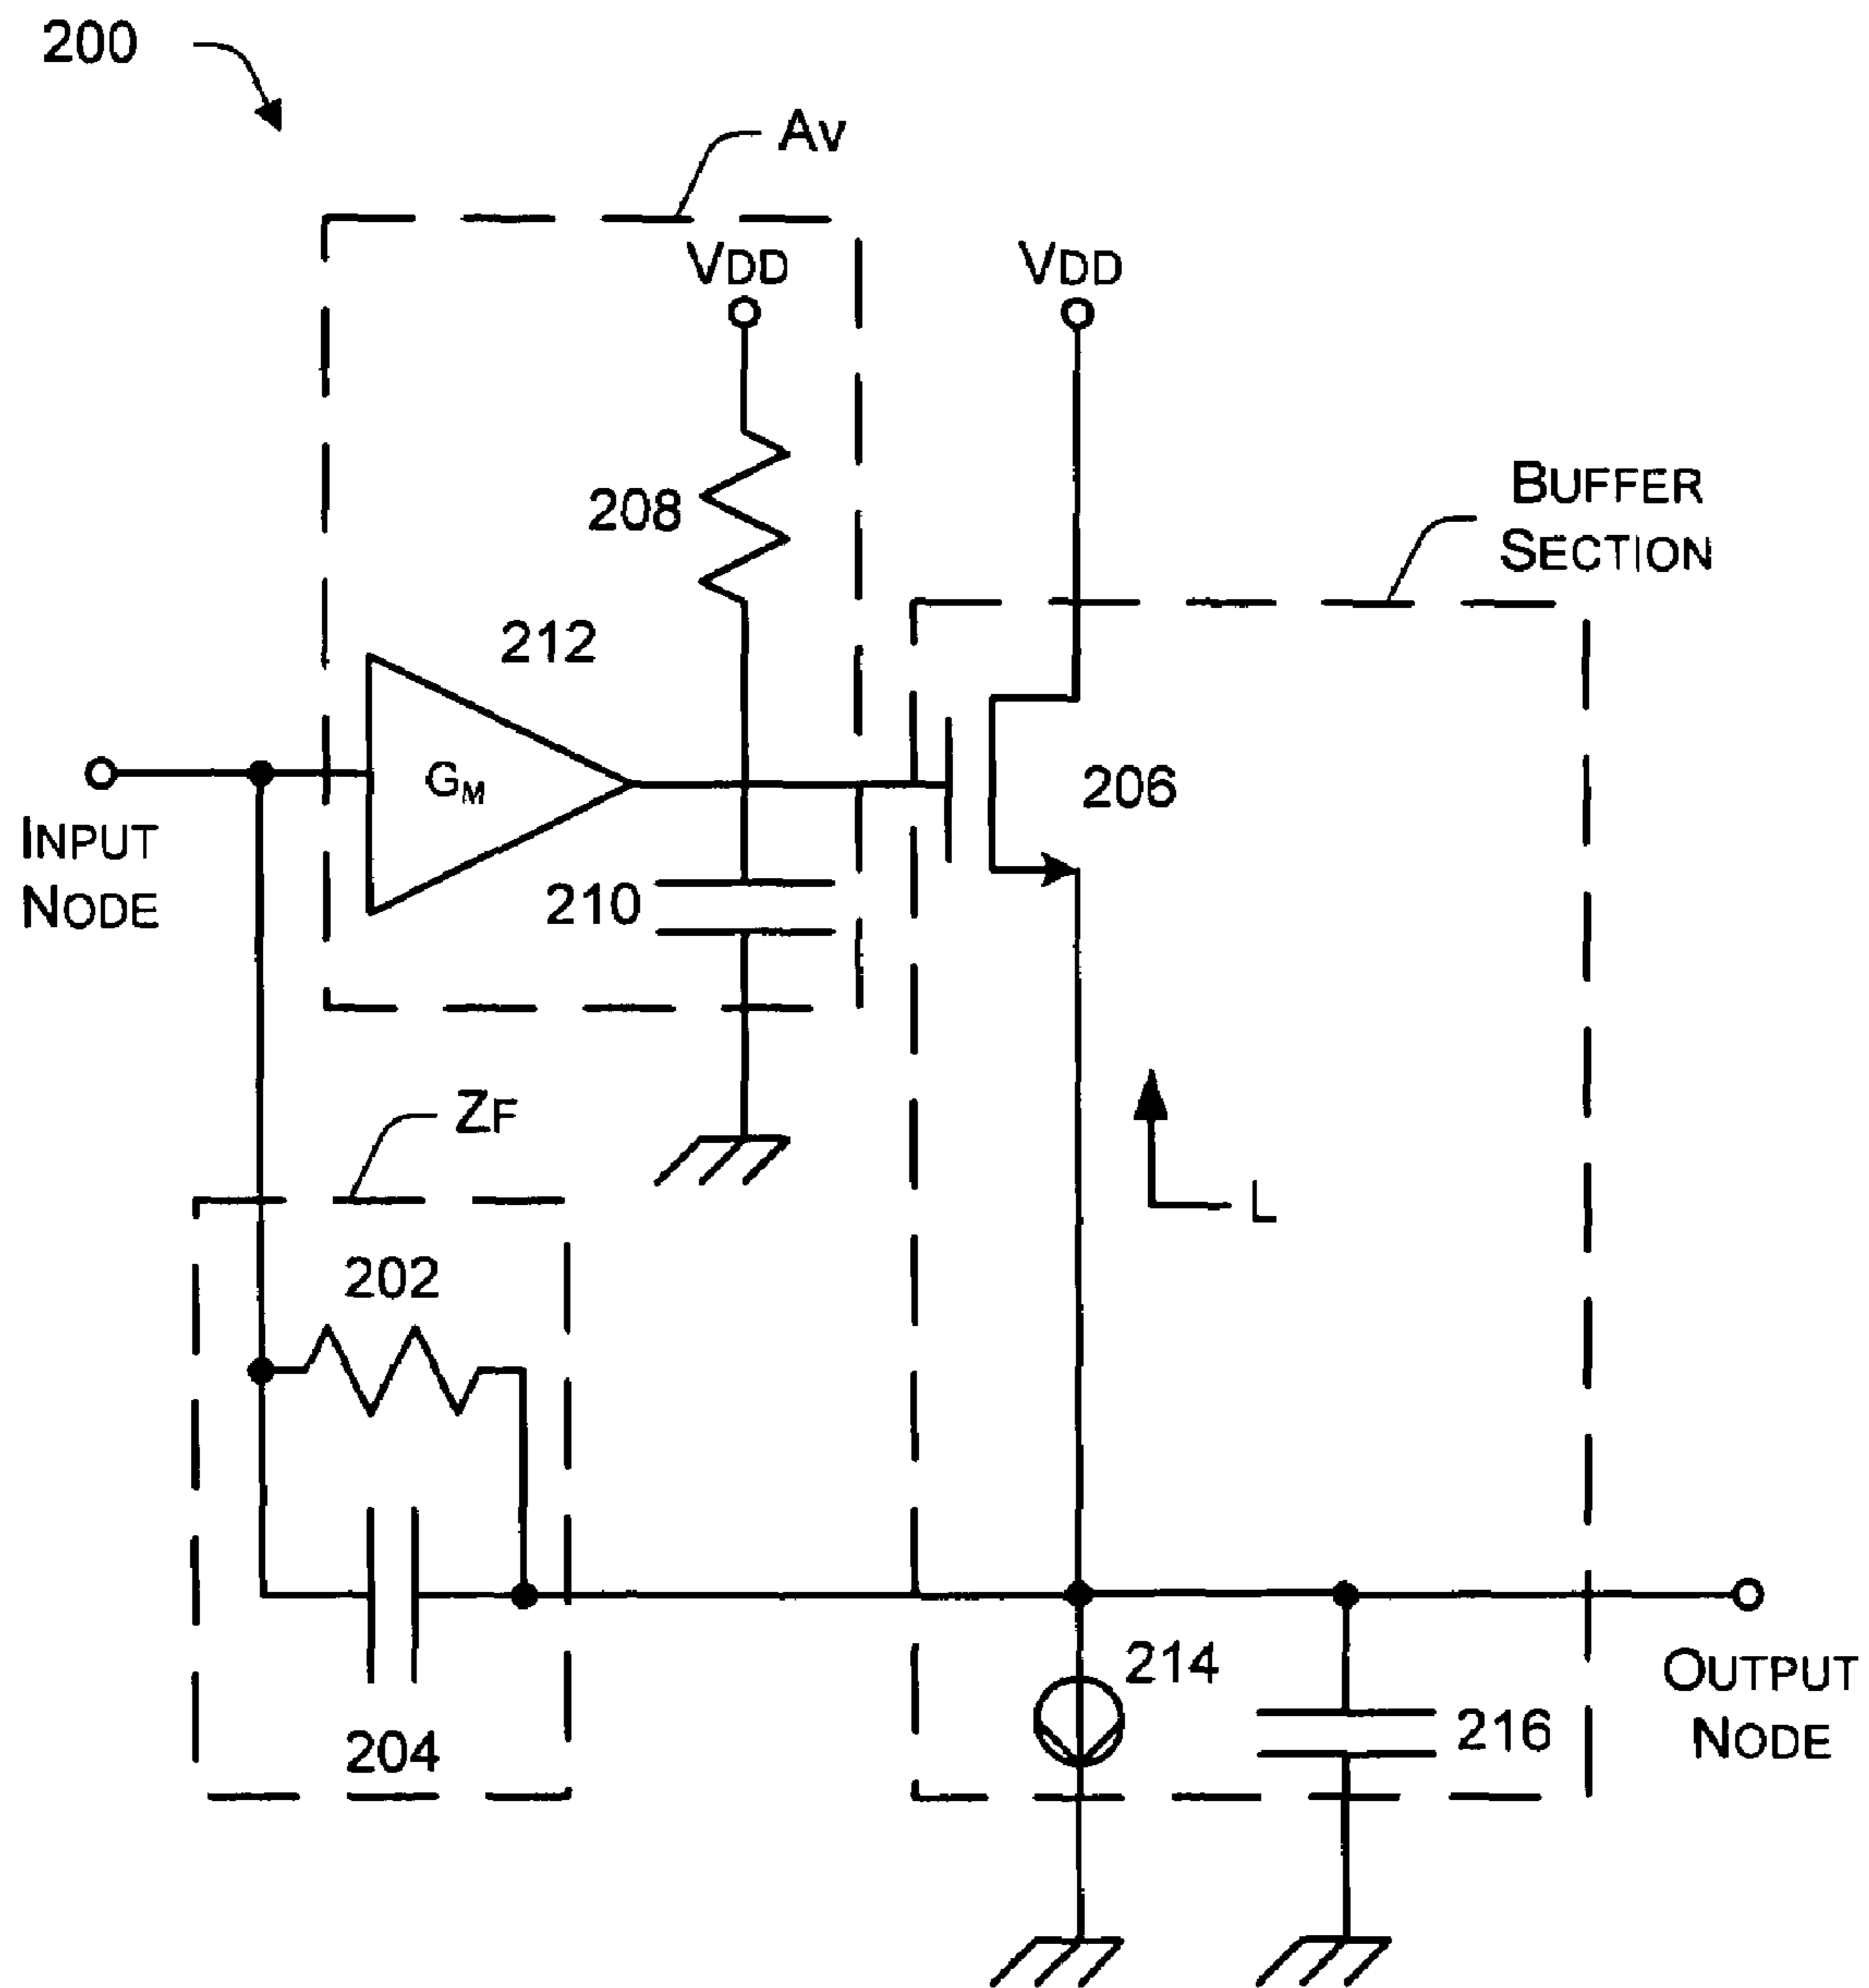 200
Av
VDD
VDD
208
BUFFER
SECTION
212
GM
206
INPUT
NODE
210
ZF
L
202
214
OUTPUT
NODE
216
204